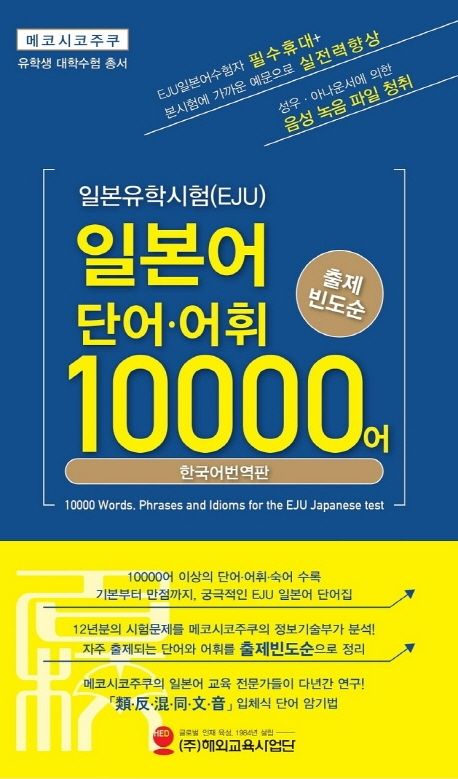 메코시코주쿠
유학생 대학수험 총서
EJU일본어수험자 필수휴대+
본시험에 가까운 예문으로 실전력향상
성우·아나운서에 의한
음성 녹음 파일 청취
일본유학시험(EJU)
일본어
단어·어휘
출제
빈도순
10000어
한국어번역판
10000 Words, Phrases and Idioms for the EJU Japanese test
10000어 이상의 단어·어휘·숙어 수록
기본부터 만점까지, 궁극적인 EJU 일본어 단어집
12년분의 시험문제를 메코시코주쿠의 정보기술부가 분석!
자주 출제되는 단어와 어휘를 출제빈도순으로 정리
메코시코주쿠의 일본어 교육 전문가들이 다년간 연구!
「類·反·混·同·文·音」 입체식 단어 암기법
HED
글로벌 인재 육성, 1984년 설립
(주)해외교육사업단